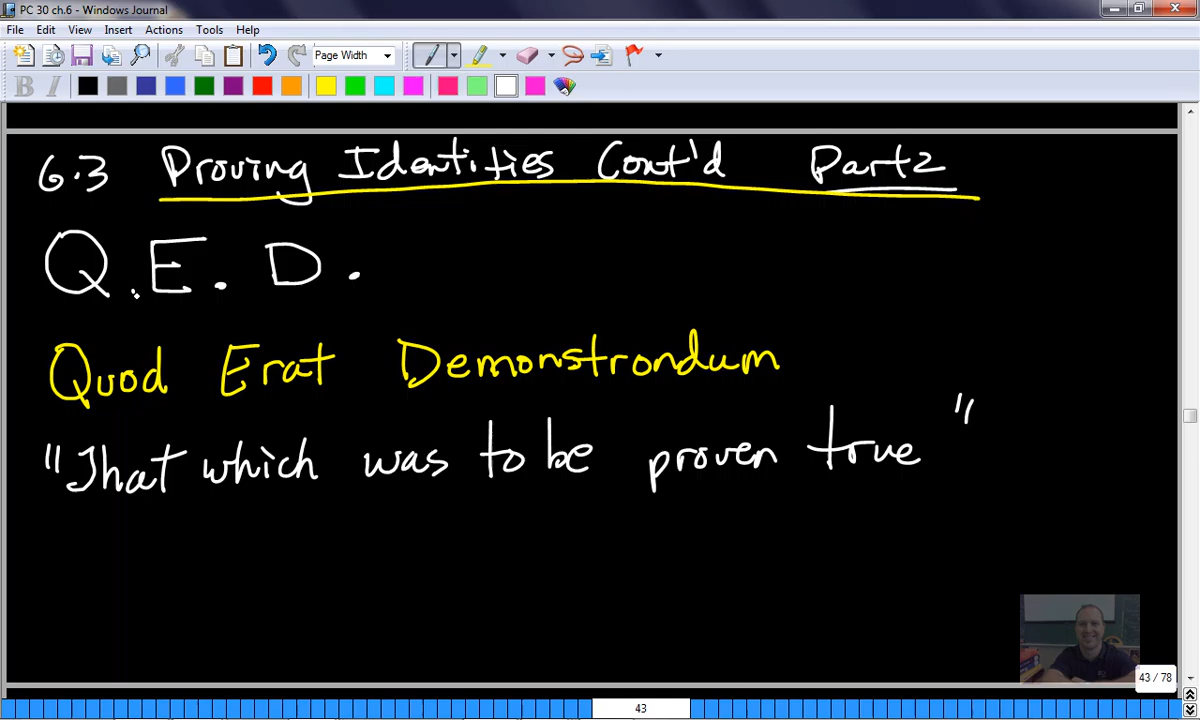 PC 30 ch.6 - Windows Journal
File Edit View Insert Actions Tools Help
Page Width
B I
6.3 Proving Identities Cont'd Part 2
Q.E.D.
Quod Erat Demonstrondum
"That which was to be proven true"
43 / 78
43